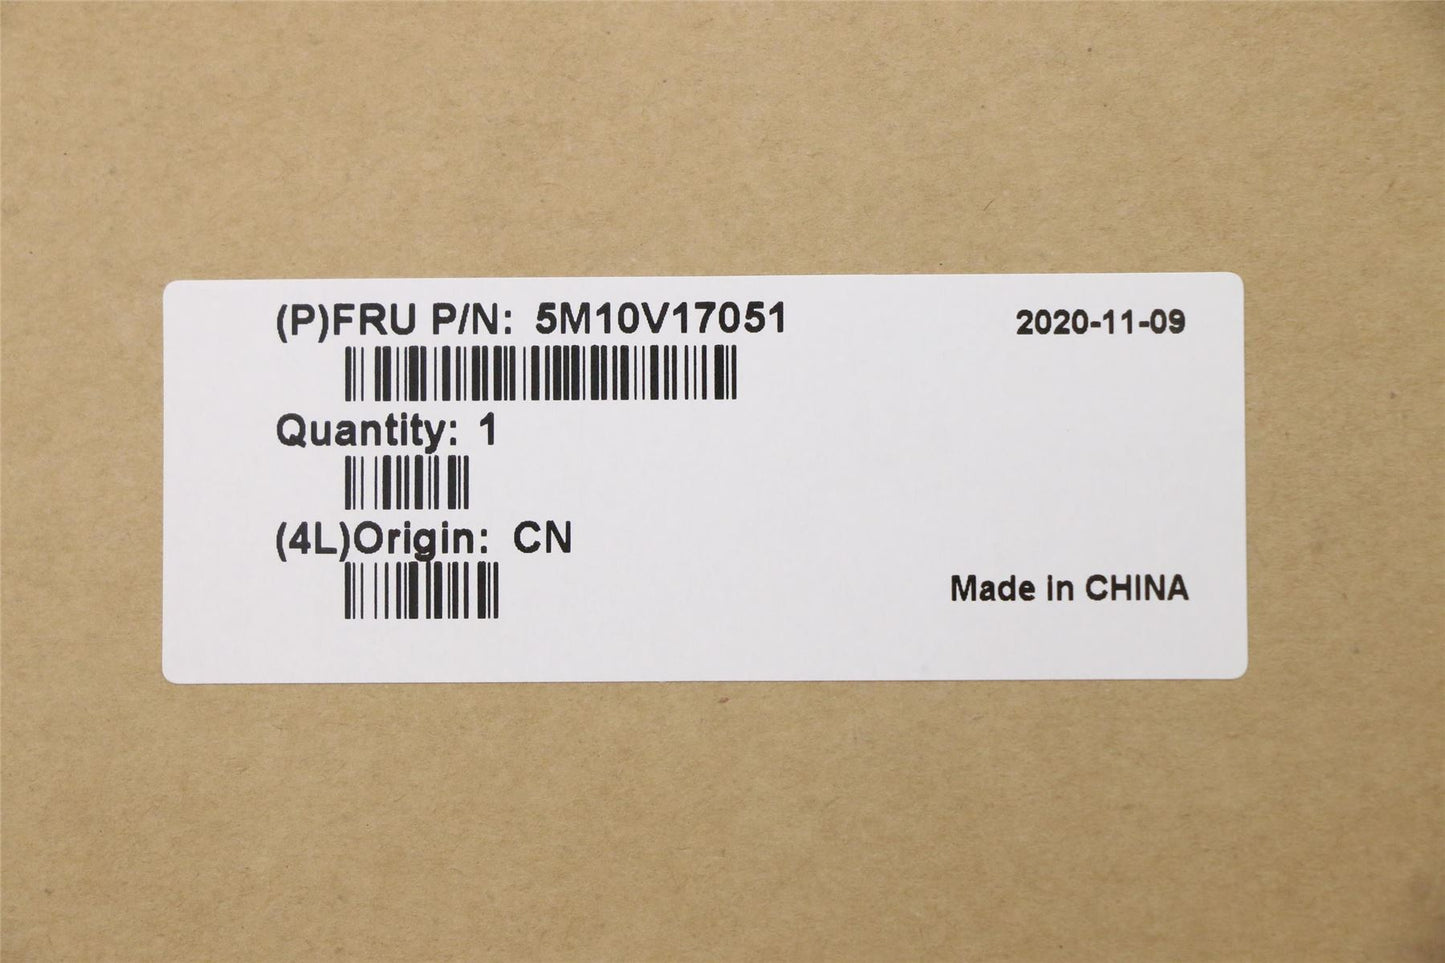 (P)FRU P/N: 5M10V17051
2020-11-09
Quantity: 1
(4L)Origin: CN
Made in CHINA